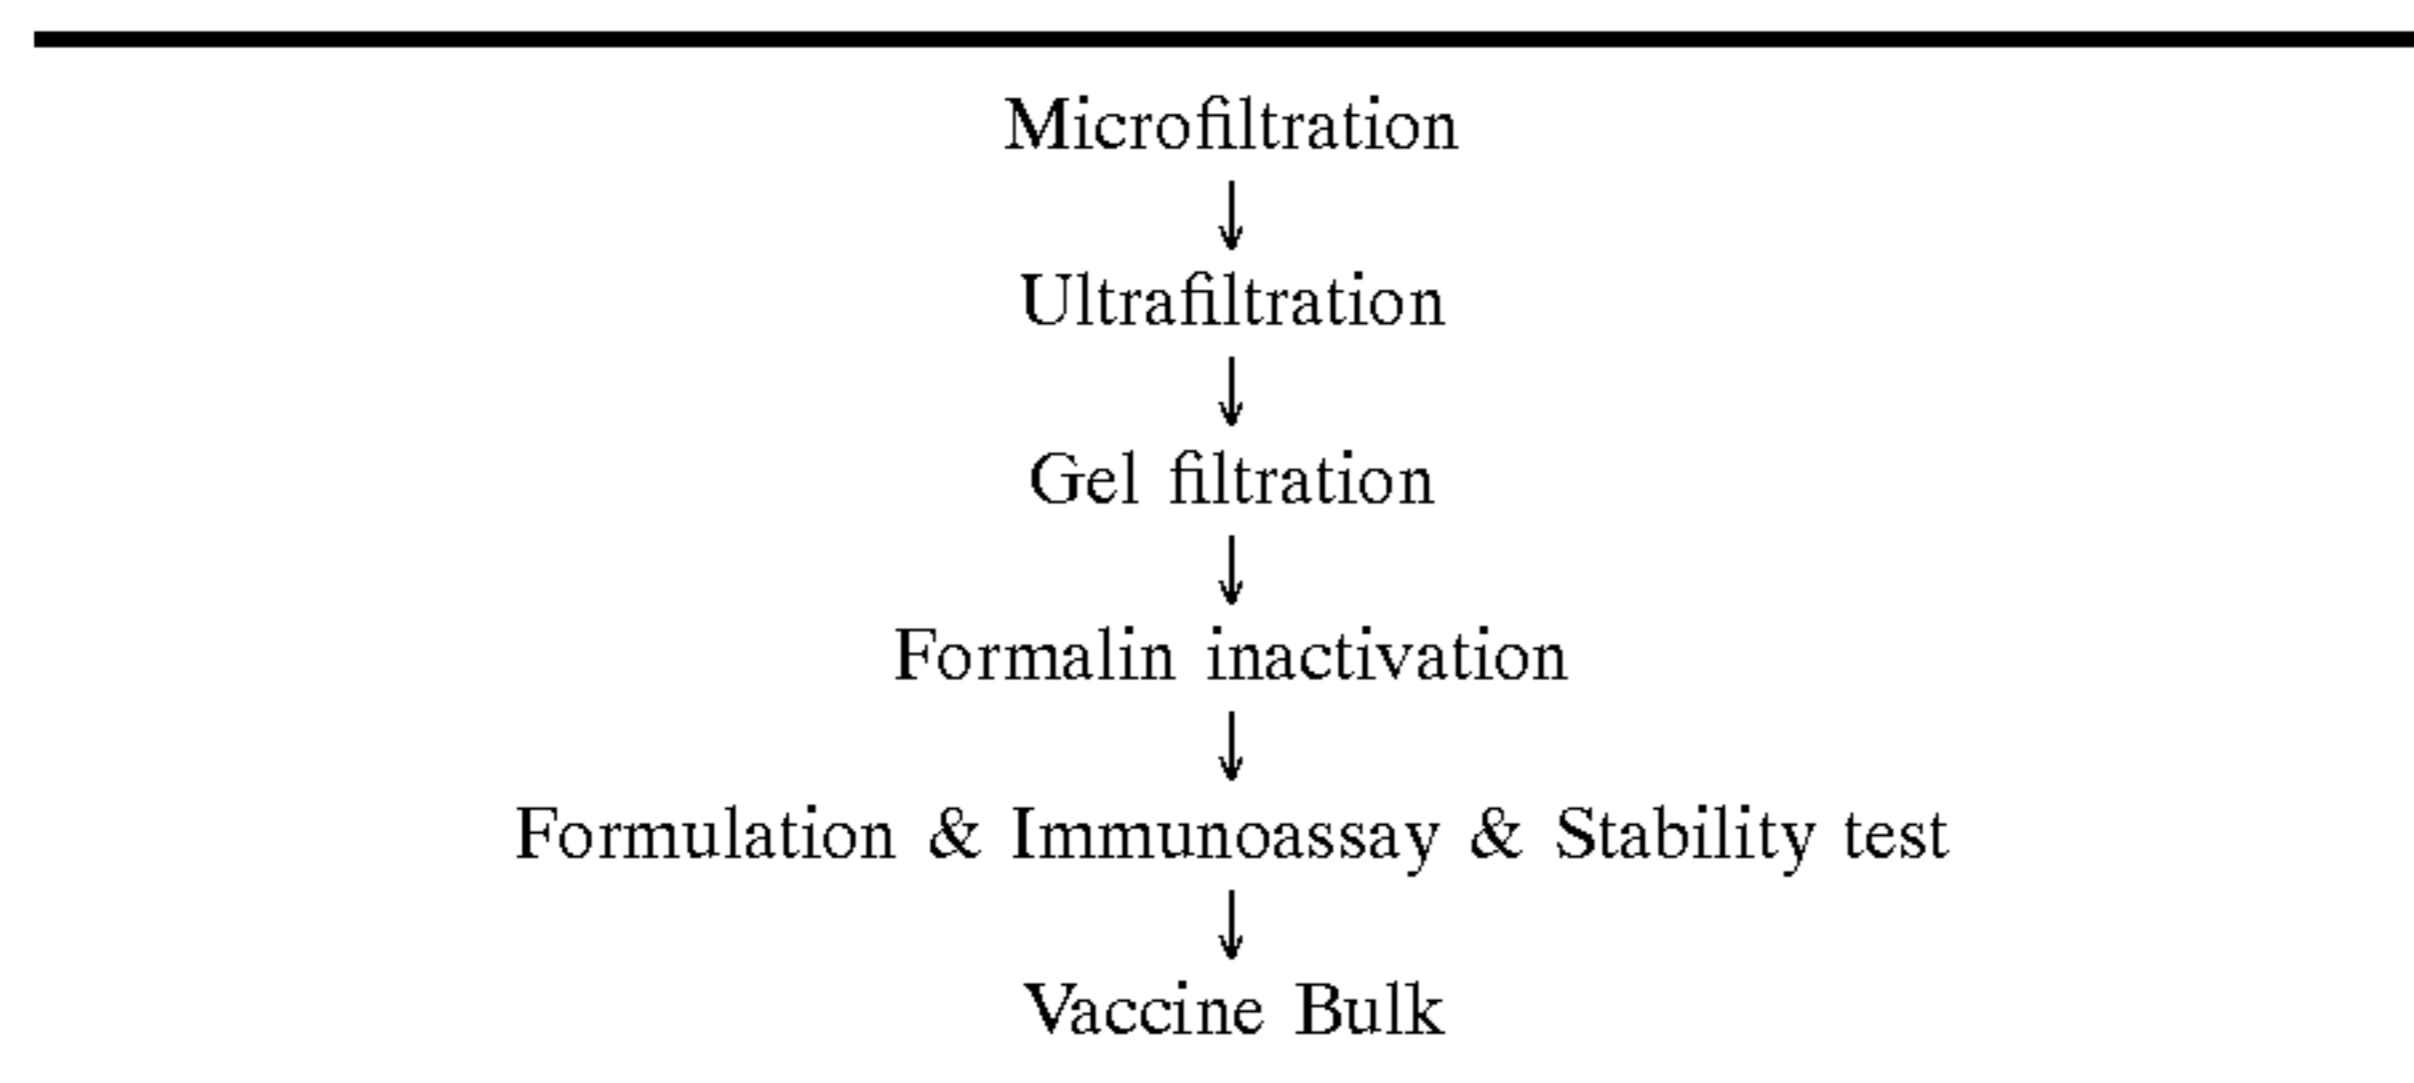 Microfiltration
↓
Ultrafiltration
↓
Gel filtration
↓
Formalin inactivation
↓
Formulation & Immunoassay & Stability test
↓
Vaccine Bulk